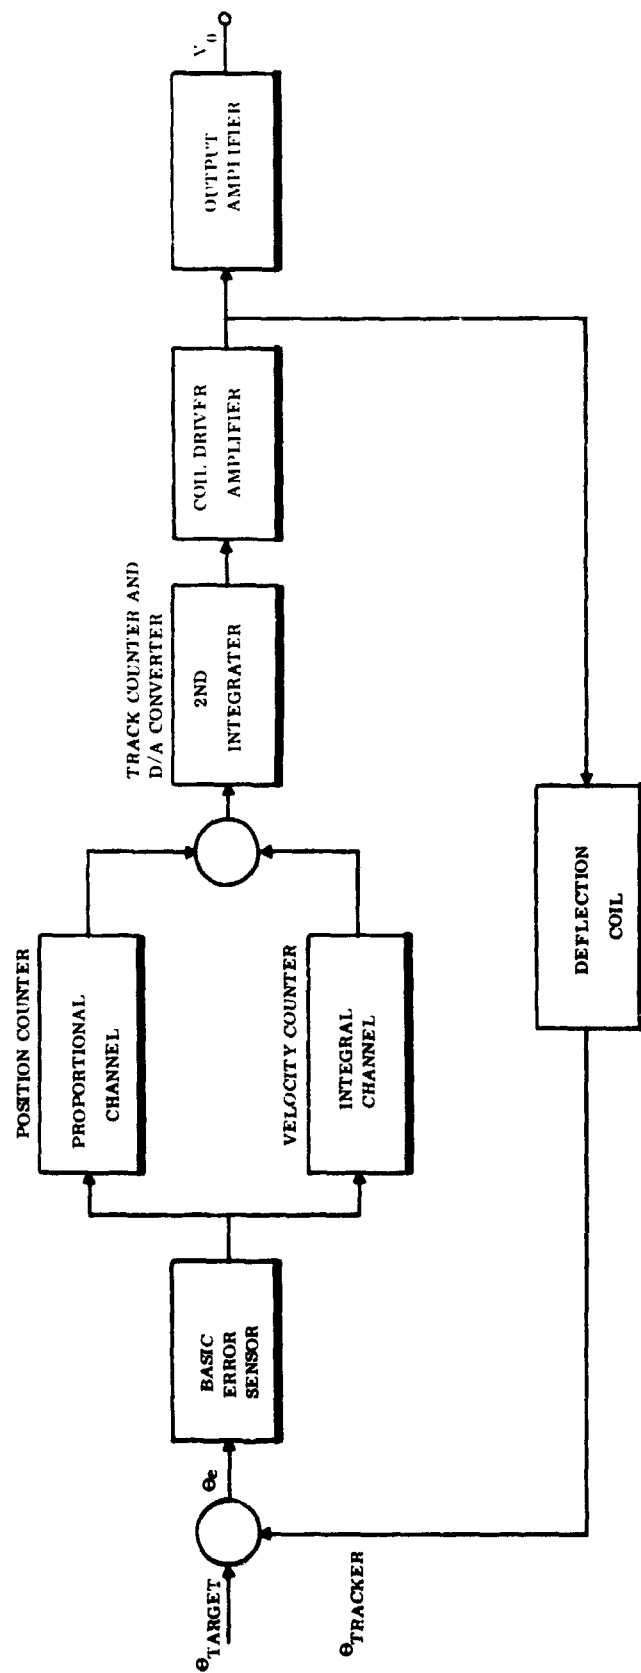 ΘTARGET
Θe
ΘTRACKER
BASIC
ERROR
SENSOR
POSITION COUNTER
PROPORTIONAL
CHANNEL
VELOCITY COUNTER
INTEGRAL
CHANNEL
TRACK COUNTER AND
D/A CONVERTER
2ND
INTEGRATER
COIL DRIVER
AMPLIFIER
OUTPUT
AMPLIFIER
V0
DEFLECTION
COIL